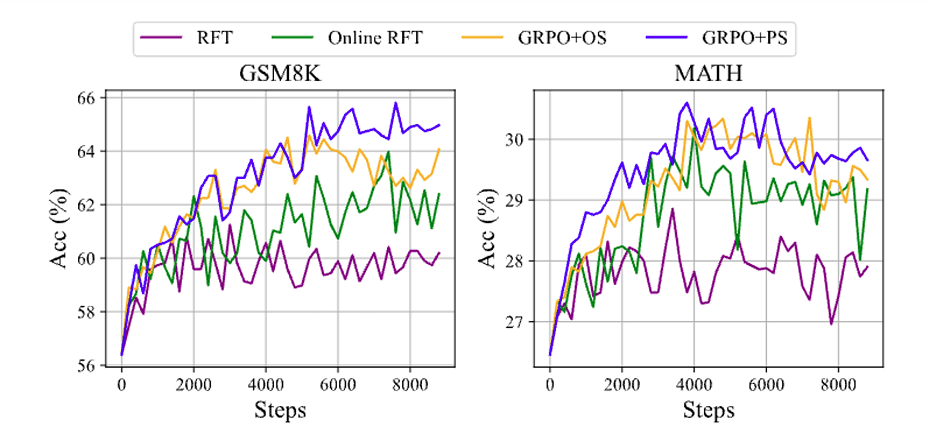 RFT Online RFT GRPO+OS GRPO+PS
GSM8K
MATH
66
64
62
60
58
56
Acc (%)
0 2000 4000 6000 8000
Steps
30
29
28
27
Acc (%)
0 2000 4000 6000 8000
Steps